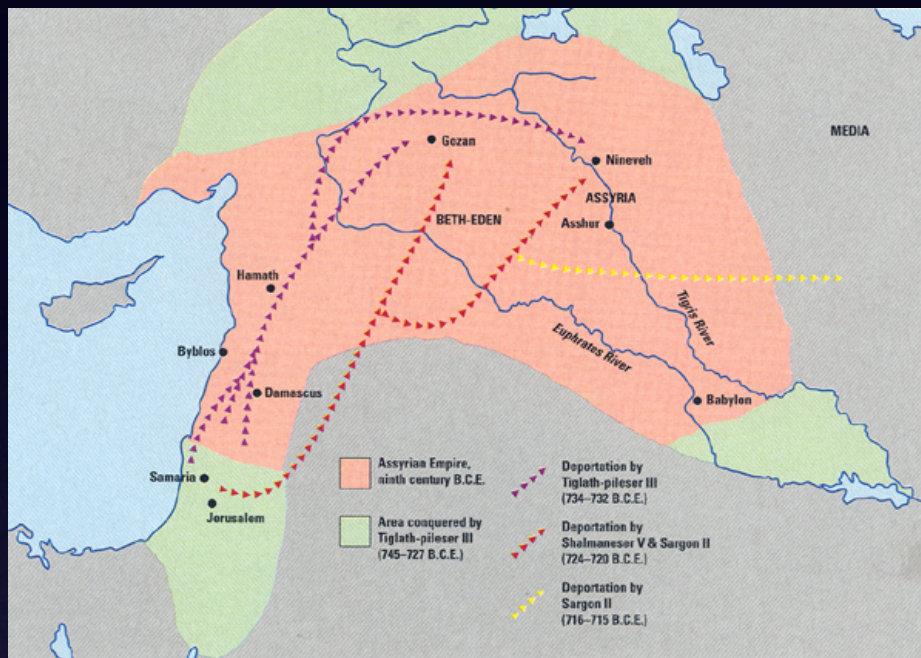 MEDIA
Gozan
Nineveh
ASSYRIA
BETH-EDEN
Asshur
Hamath
Tigris River
Byblos
Euphrates River
Damascus
Babylon
Samaria
Jerusalem
Assyrian Empire,
ninth century B.C.E.
Area conquered by
Tiglath-pileser III
(745–727 B.C.E.)
Deportation by
Tiglath-pileser III
(734–732 B.C.E.)
Deportation by
Shalmaneser V & Sargon II
(724–720 B.C.E.)
Deportation by
Sargon II
(716–715 B.C.E.)